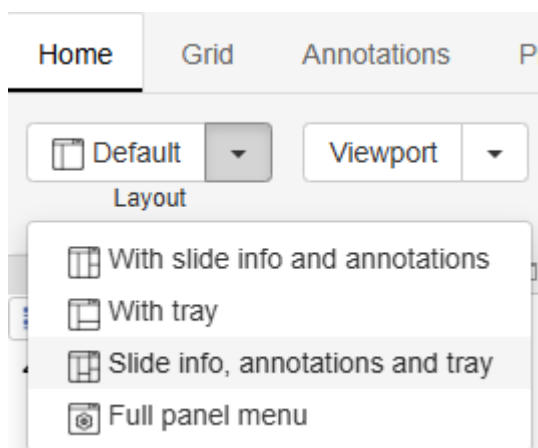 Home Grid Annotations P
Default Viewport
Layout
With slide info and annotations
With tray
Slide info, annotations and tray
Full panel menu